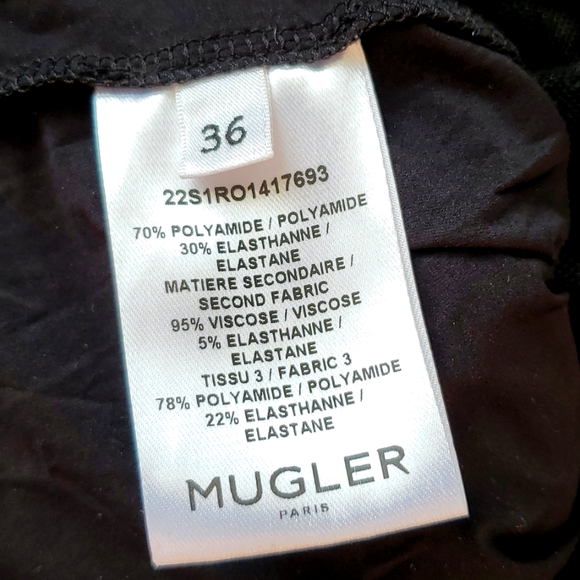 36
22S1RO1417693
70% POLYAMIDE / POLYAMIDE
30% ELASTHANNE /
ELASTANE
MATIERE SECONDAIRE /
SECOND FABRIC
95% VISCOSE / VISCOSE
5% ELASTHANNE /
ELASTANE
TISSU 3 / FABRIC 3
78% POLYAMIDE / POLYAMIDE
22% ELASTHANNE /
ELASTANE
MUGLER
PARIS